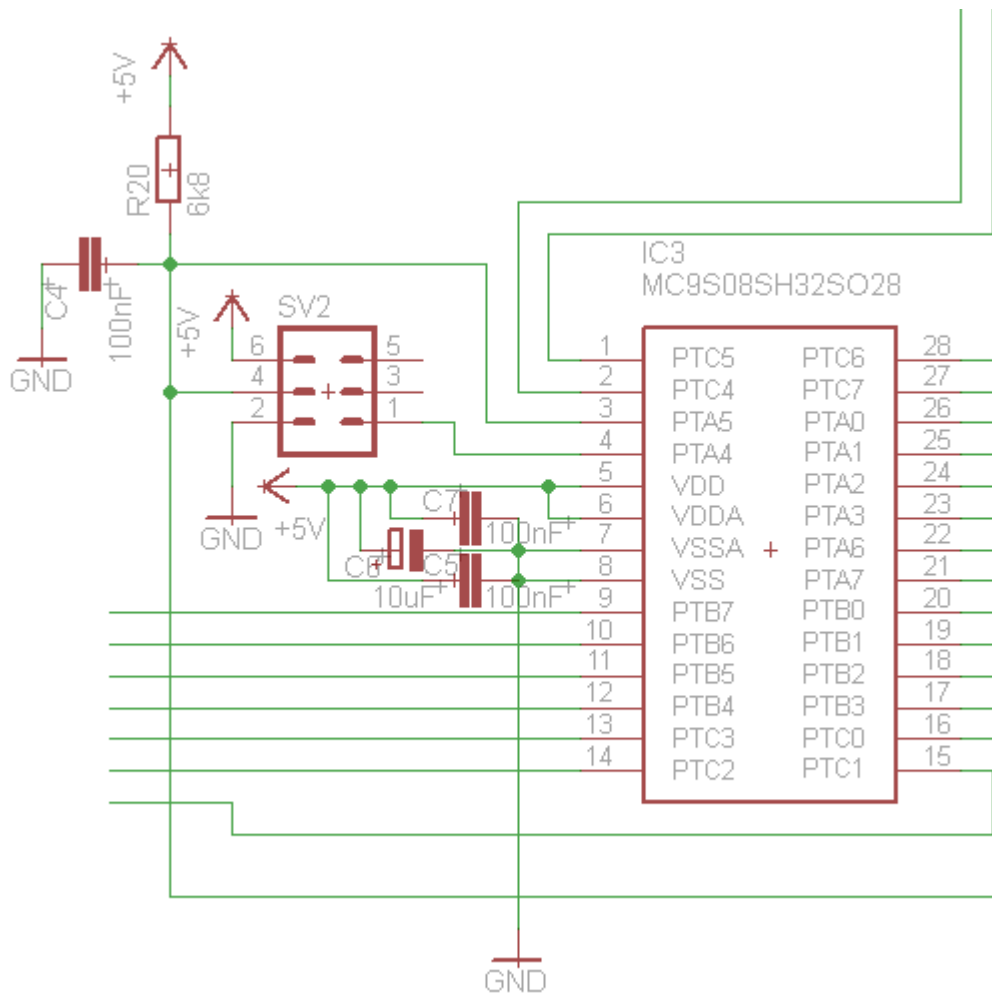 +5V
R20
6k8
C4
100nF
GND
+5V
SV2
6 5
4 3
2 1
GND
+5V
C7
100nF
C6
10uF
C5
100nF
GND
IC3
MC9S08SH32SO28
1 PTC5 PTC6 28
2 PTC4 PTC7 27
3 PTA5 PTA0 26
4 PTA4 PTA1 25
5 VDD PTA2 24
6 VDDA PTA3 23
7 VSSA PTA6 22
8 VSS PTA7 21
9 PTB7 PTB0 20
10 PTB6 PTB1 19
11 PTB5 PTB2 18
12 PTB4 PTB3 17
13 PTC3 PTC0 16
14 PTC2 PTC1 15